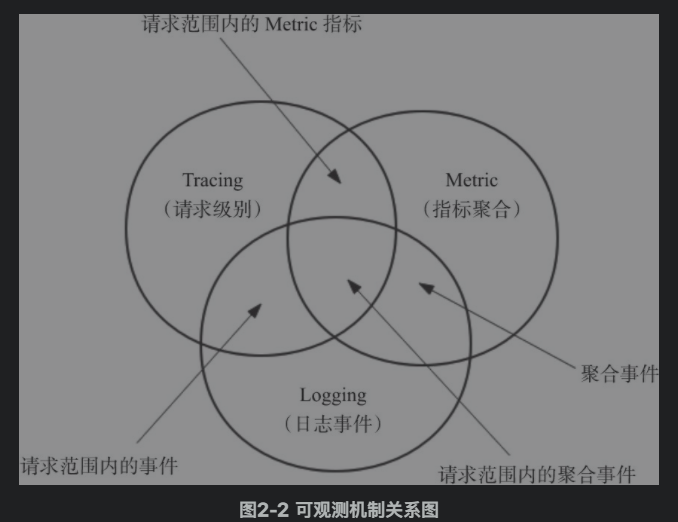 请求范围内的 Metric 指标
Tracing
（请求级别）
Metric
（指标聚合）
聚合事件
Logging
（日志事件）
请求范围内的事件
请求范围内的聚合事件
图2-2 可观测机制关系图